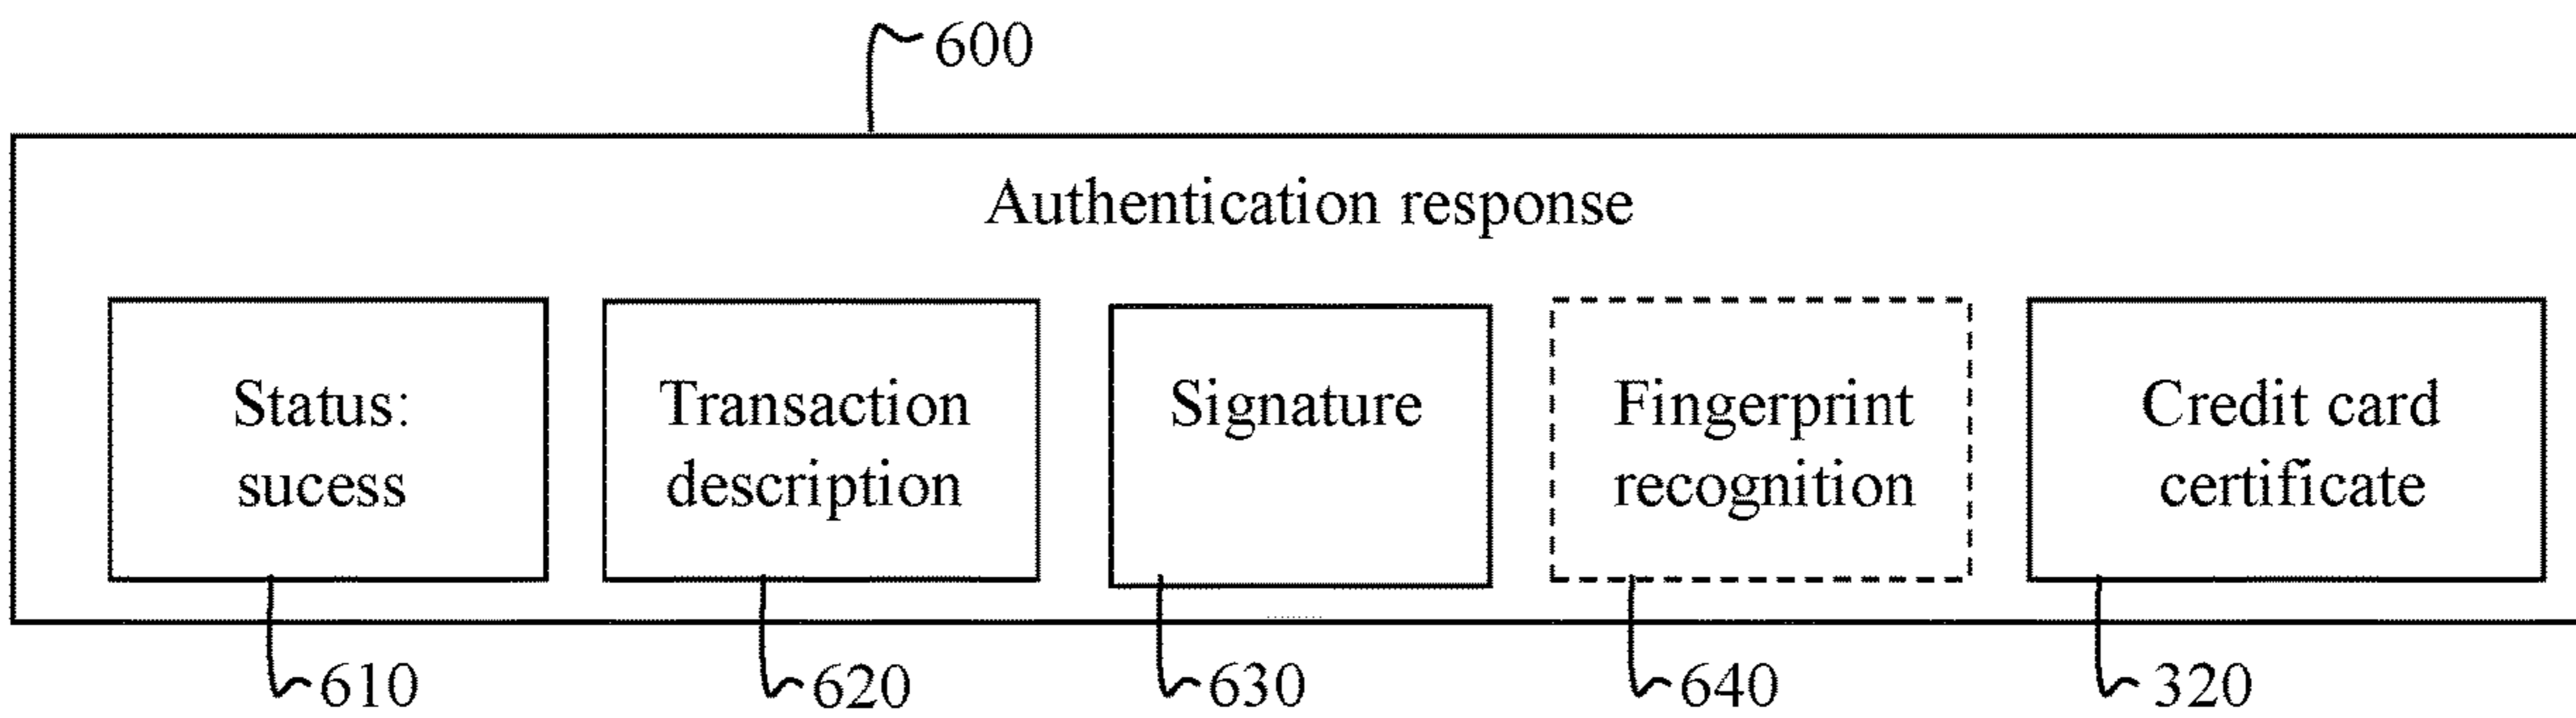 600
Authentication response
Status:
sucess
Transaction
description
Signature
Fingerprint
recognition
Credit card
certificate
610
620
630
640
320